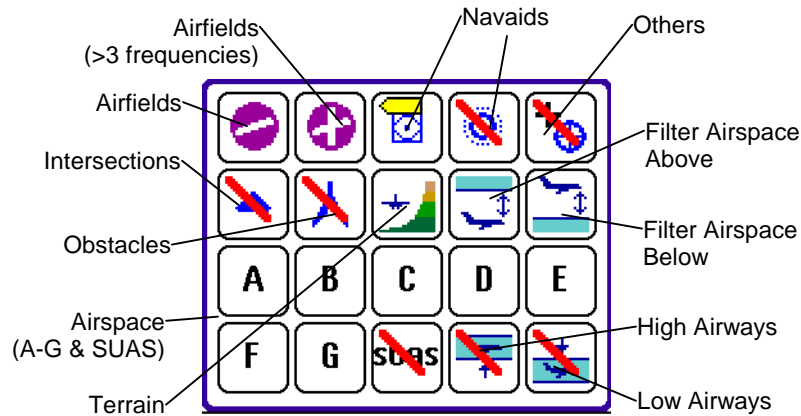 Airfields
(>3 frequencies)
Navaids
Others
Airfields
Filter Airspace
Above
Intersections
Obstacles
Filter Airspace
Below
A B C D E
Airspace
(A-G & SUAS)
High Airways
F G suas
Terrain
Low Airways